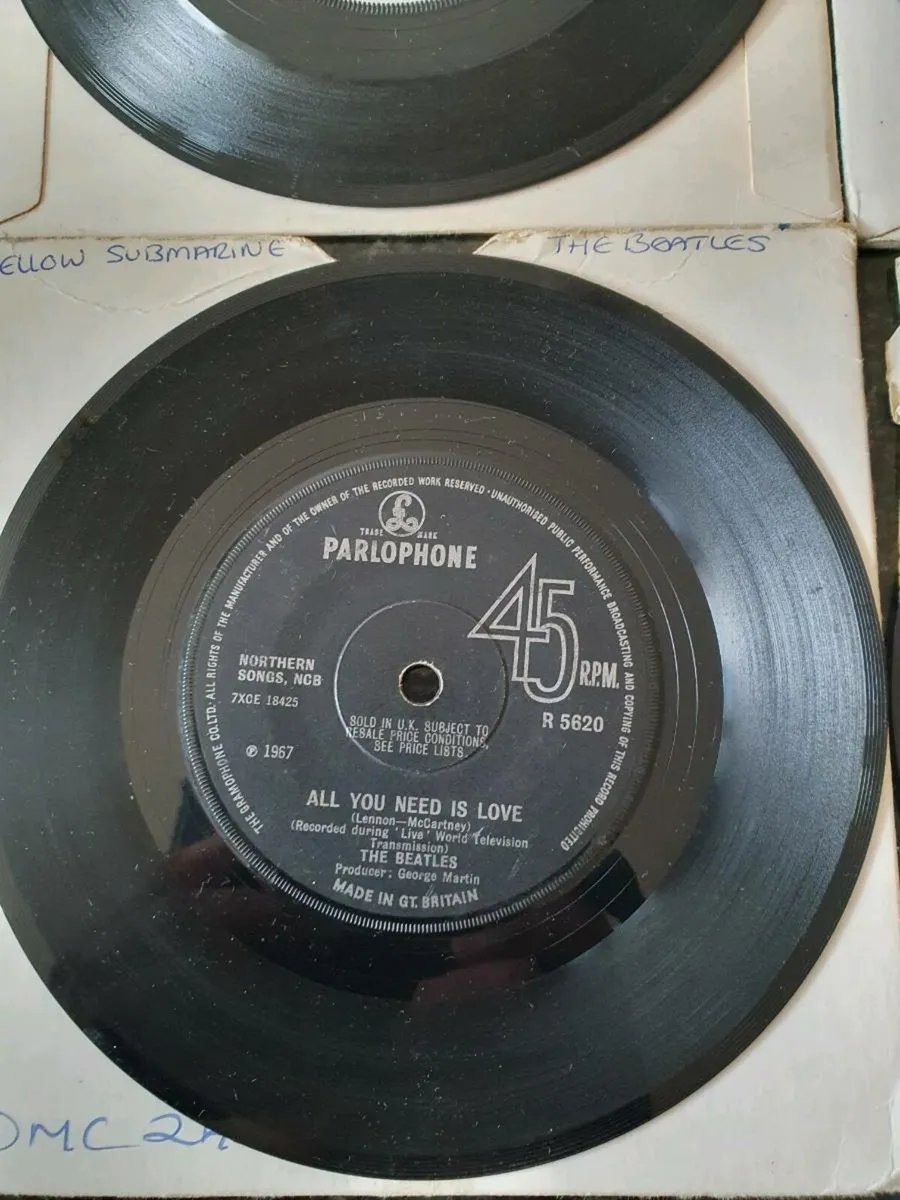 ELLOW SUBMARINE
THE BEATLES
THE GRAMOPHONE CO. LTD. ALL RIGHTS OF THE MANUFACTURER AND OF THE OWNER OF THE RECORDED WORK RESERVED · UNAUTHORISED PUBLIC PERFORMANCE BROADCASTING AND COPYING OF THIS RECORD PROHIBITED
£
TRADE MARK
PARLOPHONE
45
R.P.M.
NORTHERN
SONGS, NCB
7XCE 18425
R 5620
SOLD IN U.K. SUBJECT TO
RESALE PRICE CONDITIONS,
SEE PRICE LISTS.
℗ 1967
ALL YOU NEED IS LOVE
(Lennon—McCartney)
(Recorded during 'Live' World Television
Transmission)
THE BEATLES
Producer: George Martin
MADE IN GT. BRITAIN